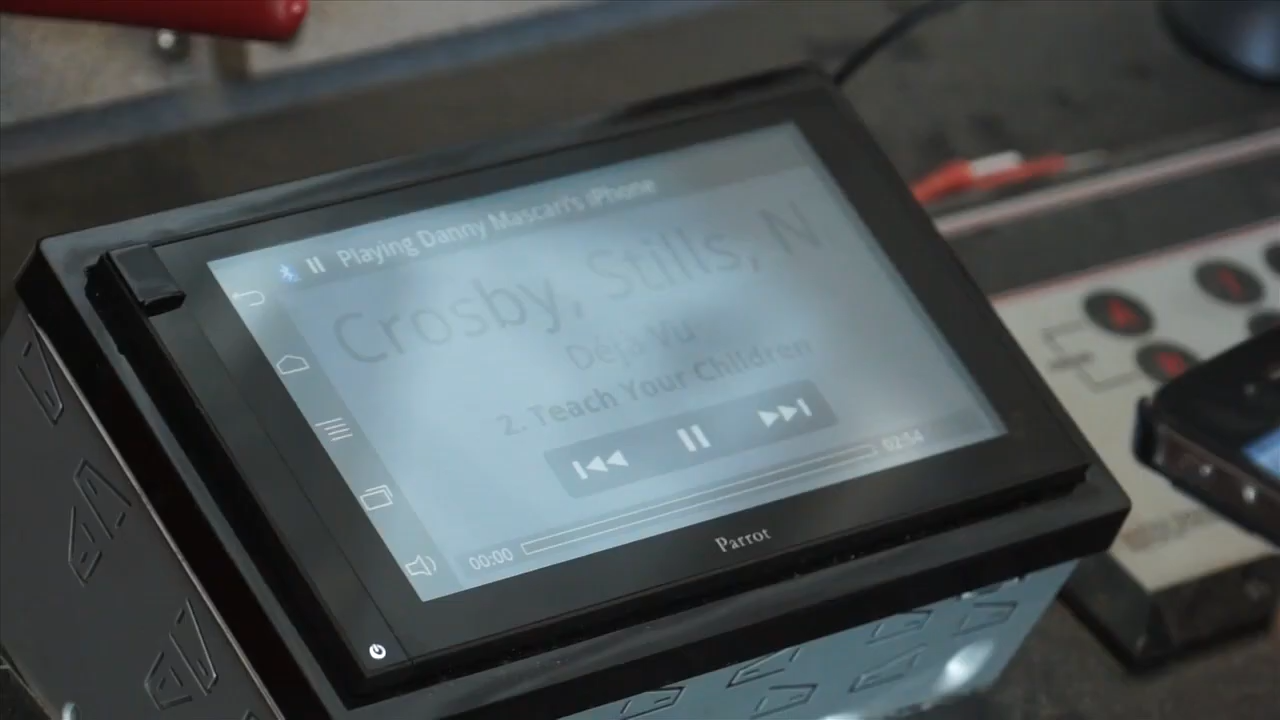 Playing Danny Mascari's iPhone
Crosby, Stills, N
Déjà Vu
2. Teach Your Children
00:00
02:54
Parrot